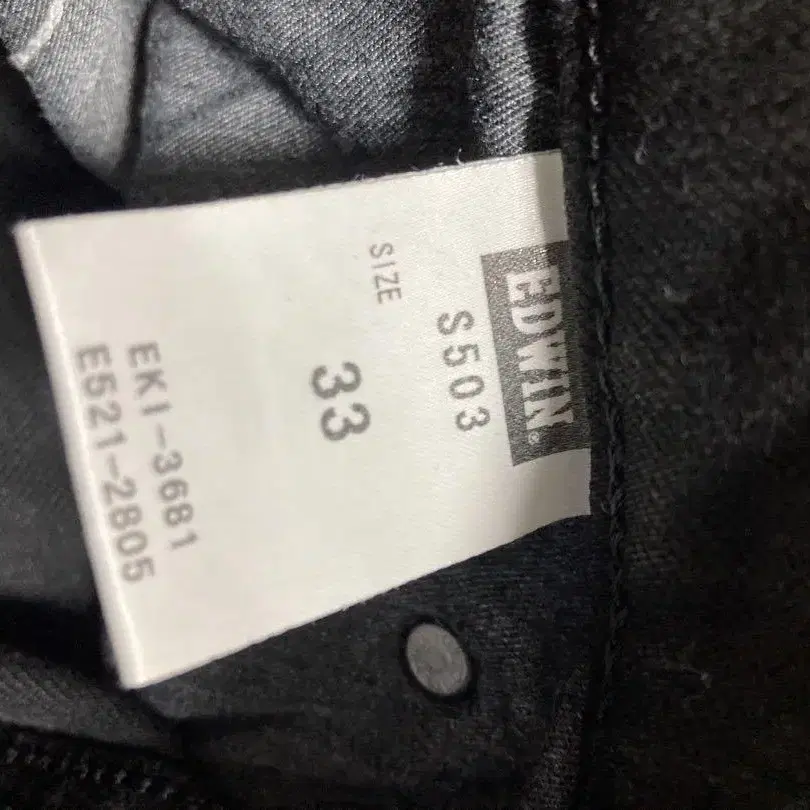 EDWIN®
S503
SIZE
33
EKI-3681
E521-2805